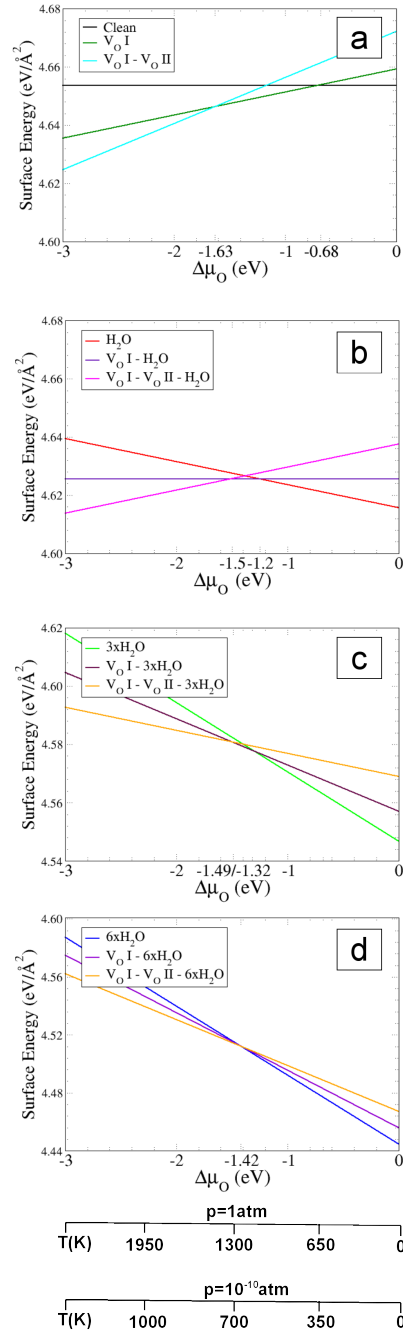 4.68
Clean
V_O I
V_O I - V_O II
a
4.66
4.64
4.62
4.60
Surface Energy (eV/Å²)
-3 -2 -1.63 -1 -0.68 0
Δμ_O (eV)
4.68
H₂O
V_O I - H₂O
V_O I - V_O II - H₂O
b
4.66
4.64
4.62
4.60
Surface Energy (eV/Å²)
-3 -2 -1.5 -1.2 -1 0
Δμ_O (eV)
4.62
3xH₂O
V_O I - 3xH₂O
V_O I - V_O II - 3xH₂O
c
4.60
4.58
4.56
4.54
Surface Energy (eV/Å²)
-3 -2 -1.49/-1.32 -1 0
Δμ_O (eV)
4.60
6xH₂O
V_O I - 6xH₂O
V_O I - V_O II - 6xH₂O
d
4.56
4.52
4.48
4.44
Surface Energy (eV/Å²)
-3 -2 -1.42 -1 0
Δμ_O (eV)
p=1atm
T(K) 1950 1300 650 0
p=10⁻¹⁰atm
T(K) 1000 700 350 0